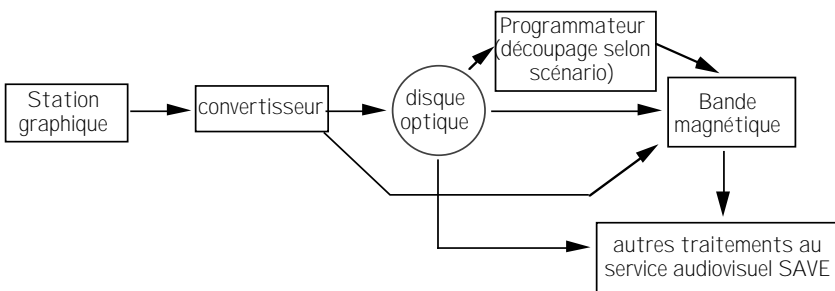 Programmateur
(découpage selon
scénario)
Station
graphique
convertisseur
disque
optique
Bande
magnétique
autres traitements au
service audiovisuel SAVE